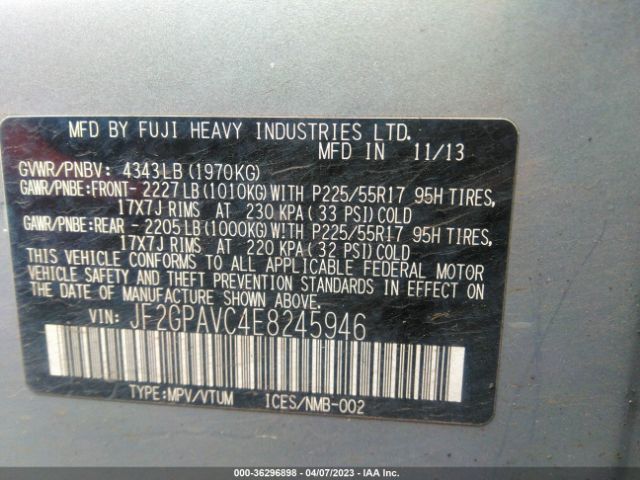 MFD BY FUJI HEAVY INDUSTRIES LTD.
MFD IN 11/13
GVWR/PNBV: 4343LB(1970KG)
GAWR/PNBE:FRONT- 2227LB(1010KG)WITH P225/55R17 95H TIRES,
17X7J RIMS AT 230 KPA(33 PSI)COLD
GAWR/PNBE:REAR - 2205LB(1000KG)WITH P225/55R17 95H TIRES,
17X7J RIMS AT 220 KPA(32 PSI)COLD
THIS VEHICLE CONFORMS TO ALL APPLICABLE FEDERAL MOTOR
VEHICLE SAFETY AND THEFT PREVENTION STANDARDS IN EFFECT
ON THE DATE OF MANUFACTURE SHOWN ABOVE.
VIN: JF2GPAVC4E8245946
TYPE:MPV/VTUM ICES/NMB-002
000-36296898 - 04/07/2023 - IAA Inc.